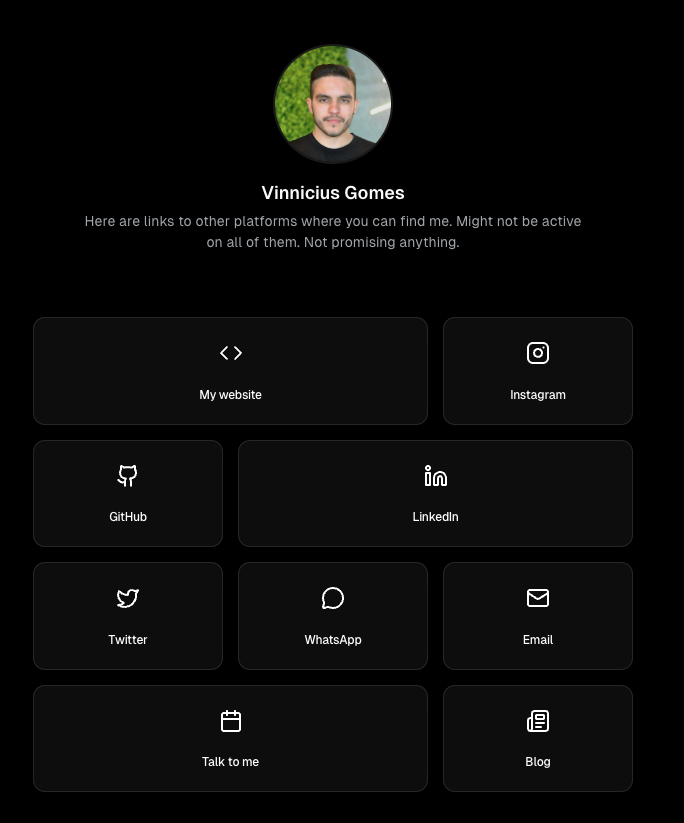 Vinnicius Gomes
Here are links to other platforms where you can find me. Might not be active
on all of them. Not promising anything.
My website
Instagram
GitHub
LinkedIn
Twitter
WhatsApp
Email
Talk to me
Blog